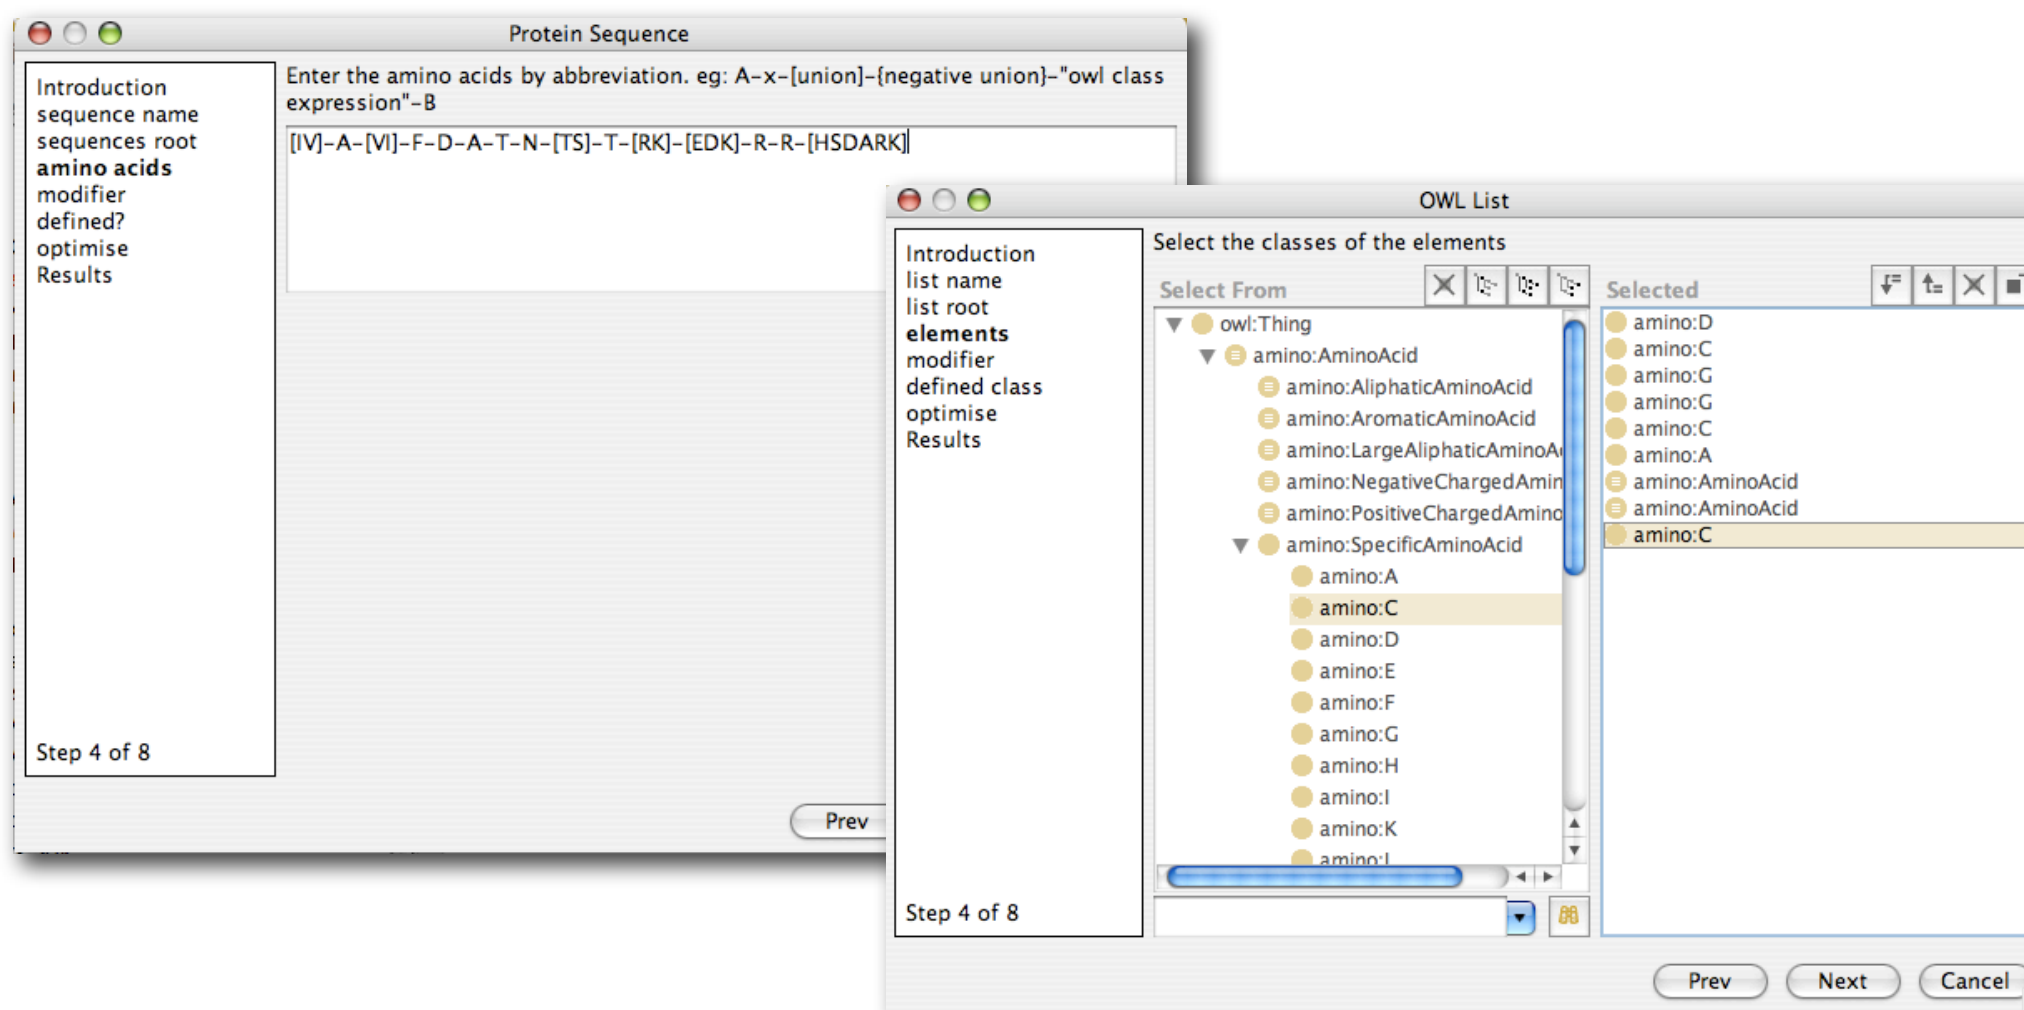 Protein Sequence
Introduction
sequence name
sequences root
amino acids
modifier
defined?
optimise
Results
Step 4 of 8
Enter the amino acids by abbreviation. eg: A-x-[union]-{negative union}-"owl class
expression"-B
[IV]-A-[VI]-F-D-A-T-N-[TS]-T-[RK]-[EDK]-R-R-[HSDARK]
Prev
OWL List
Introduction
list name
list root
elements
modifier
defined class
optimise
Results
Step 4 of 8
Select the classes of the elements
Select From
owl:Thing
amino:AminoAcid
amino:AliphaticAminoAcid
amino:AromaticAminoAcid
amino:LargeAliphaticAminoA
amino:NegativeChargedAmin
amino:PositiveChargedAmino
amino:SpecificAminoAcid
amino:A
amino:C
amino:D
amino:E
amino:F
amino:G
amino:H
amino:I
amino:K
Selected
amino:D
amino:C
amino:G
amino:G
amino:C
amino:A
amino:AminoAcid
amino:AminoAcid
amino:C
Prev Next Cancel